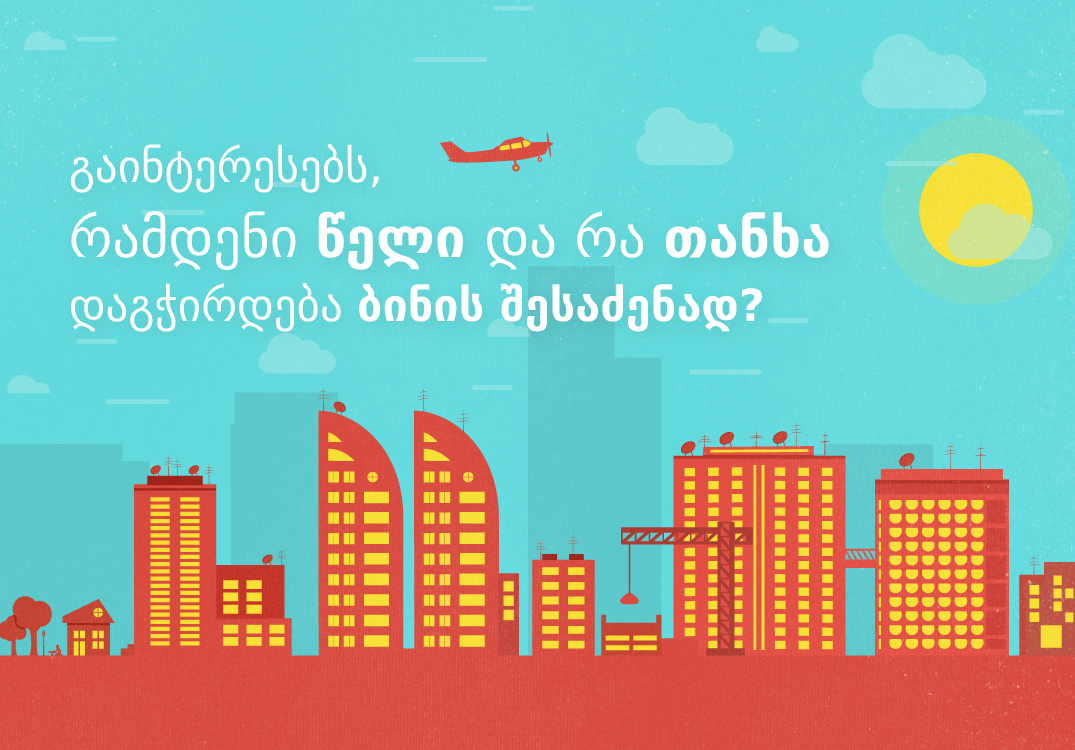 გაინტერესებს,
რამდენი წელი და რა თანხა
დაგჭირდება ბინის შესაძენად?